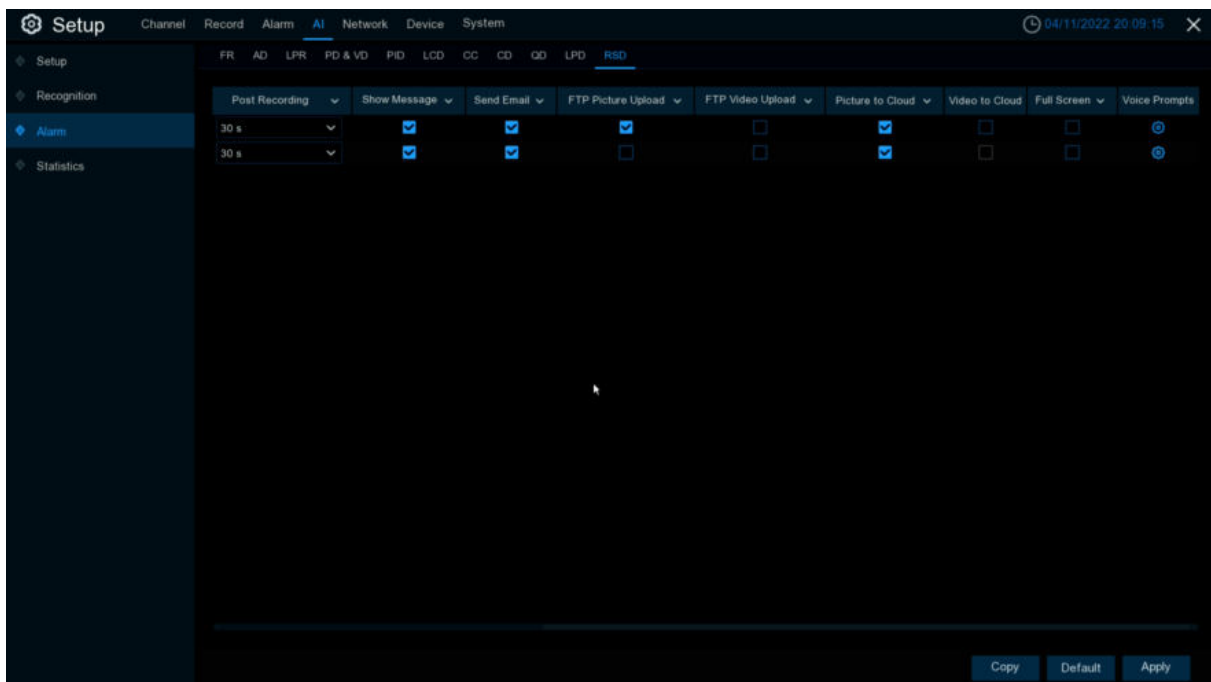 Setup Channel Record Alarm AI Network Device System 04/11/2022 20:09:15
FR AD LPR PD & VD PID LCD CC CD QD LPD RSD
Setup
Recognition
Alarm
Statistics
Post Recording Show Message Send Email FTP Picture Upload FTP Video Upload Picture to Cloud Video to Cloud Full Screen Voice Prompts
30 s
30 s
Copy Default Apply